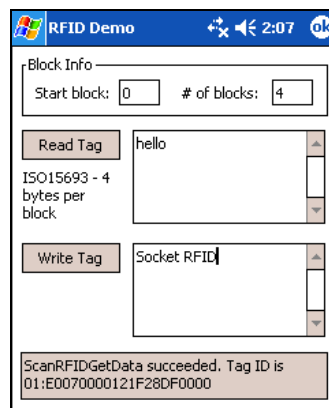 RFID Demo 2:07 ok
Block Info
Start block: 0 # of blocks: 4
Read Tag hello
ISO15693 - 4
bytes per
block
Write Tag Socket RFID
ScanRFIDGetData succeeded. Tag ID is
01:E0070000121F28DF0000